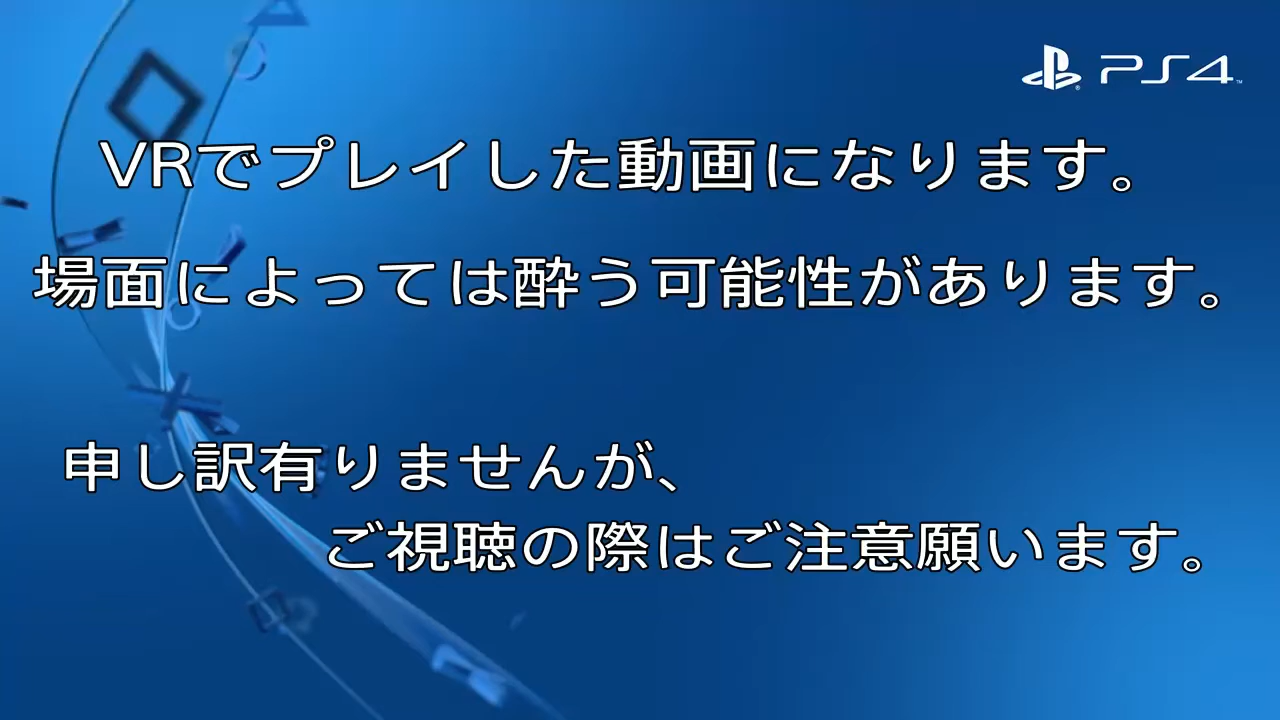 PS4
VRでプレイした動画になります。
場面によっては酔う可能性があります。
申し訳有りませんが、
ご視聴の際はご注意願います。